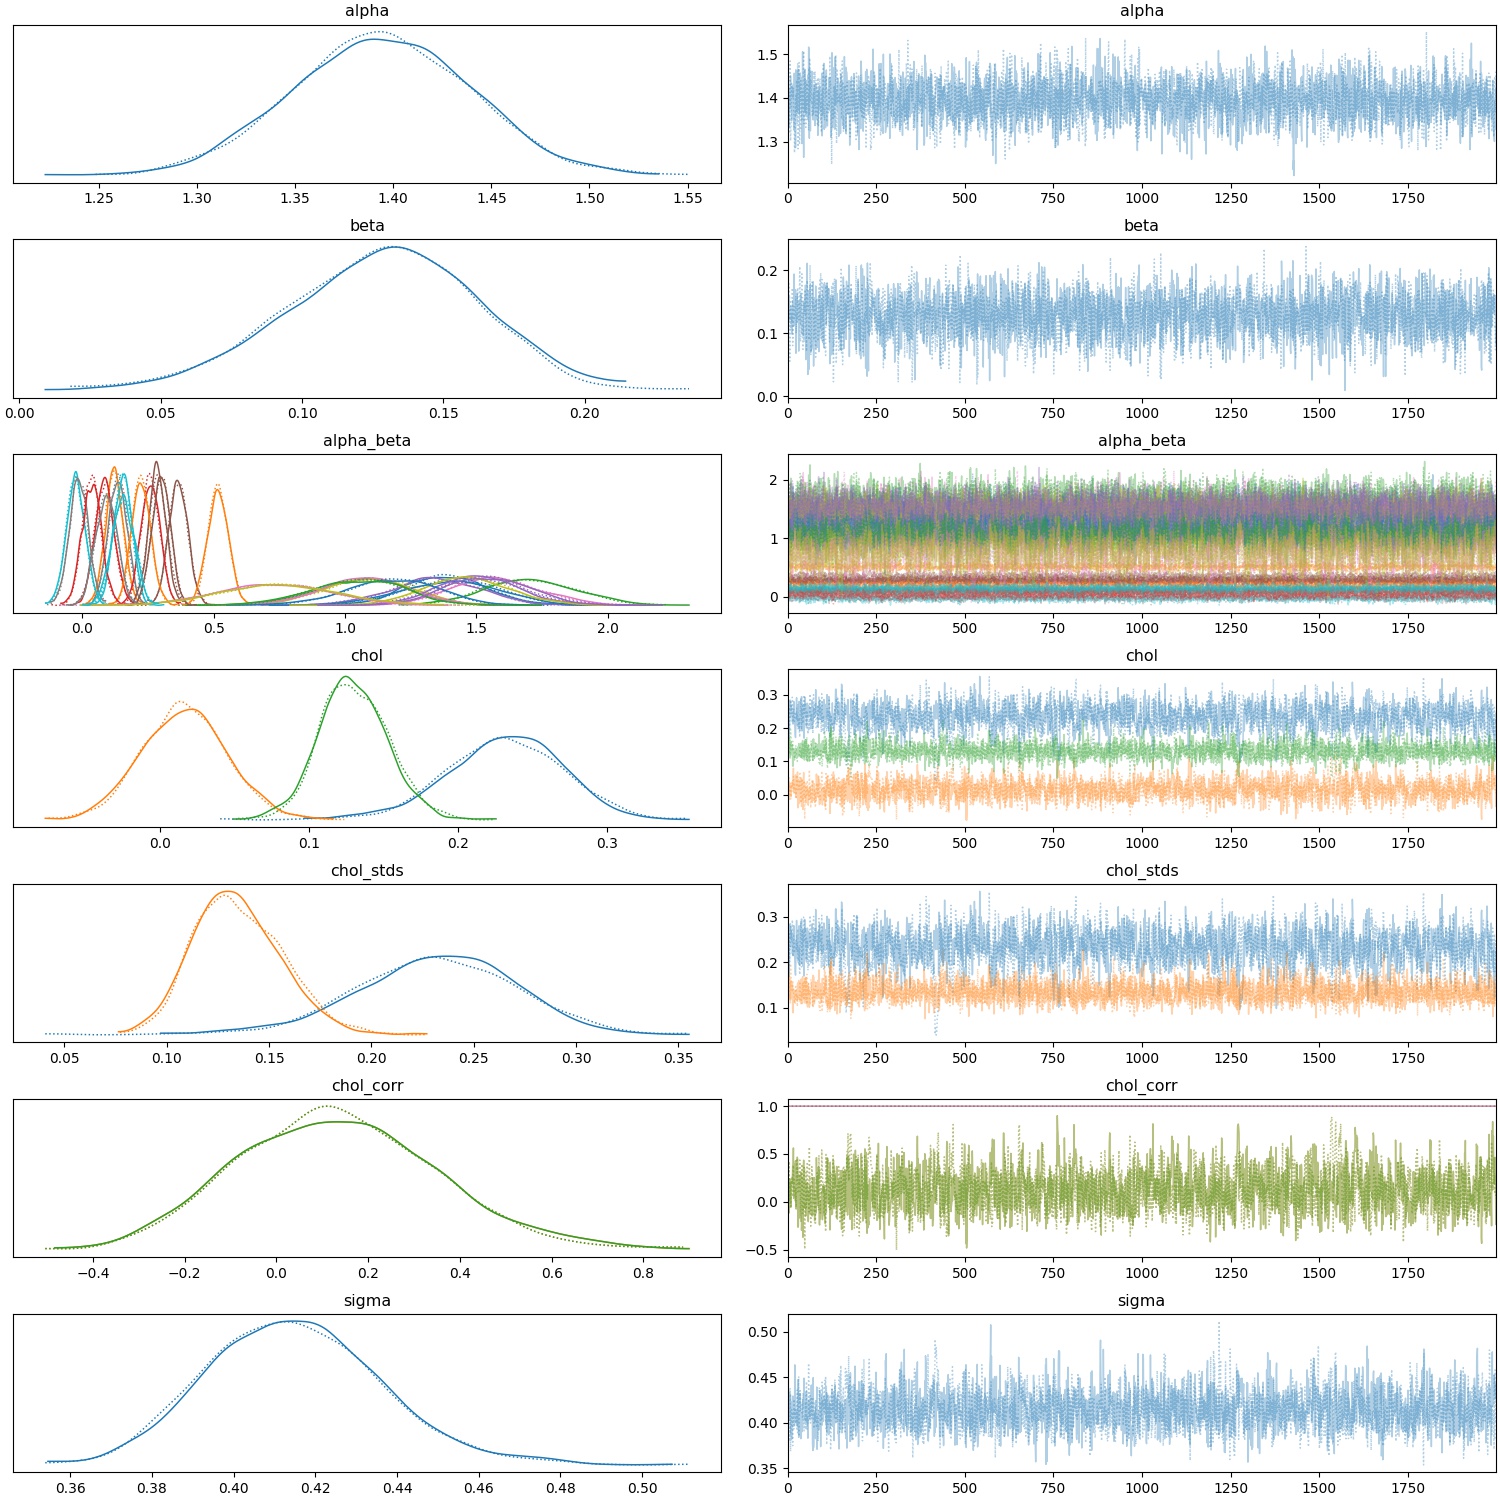 alpha alpha
1.5
1.4
1.3
1.25 1.30 1.35 1.40 1.45 1.50 1.55 0 250 500 750 1000 1250 1500 1750
beta beta
0.2
0.1
0.0
0.00 0.05 0.10 0.15 0.20 0 250 500 750 1000 1250 1500 1750
alpha_beta alpha_beta
2
1
0
0.0 0.5 1.0 1.5 2.0 0 250 500 750 1000 1250 1500 1750
chol chol
0.3
0.2
0.1
0.0
0.0 0.1 0.2 0.3 0 250 500 750 1000 1250 1500 1750
chol_stds chol_stds
0.3
0.2
0.1
0.05 0.10 0.15 0.20 0.25 0.30 0.35 0 250 500 750 1000 1250 1500 1750
chol_corr chol_corr
1.0
0.5
0.0
−0.5
−0.4 −0.2 0.0 0.2 0.4 0.6 0.8 0 250 500 750 1000 1250 1500 1750
sigma sigma
0.50
0.45
0.40
0.35
0.36 0.38 0.40 0.42 0.44 0.46 0.48 0.50 0 250 500 750 1000 1250 1500 1750